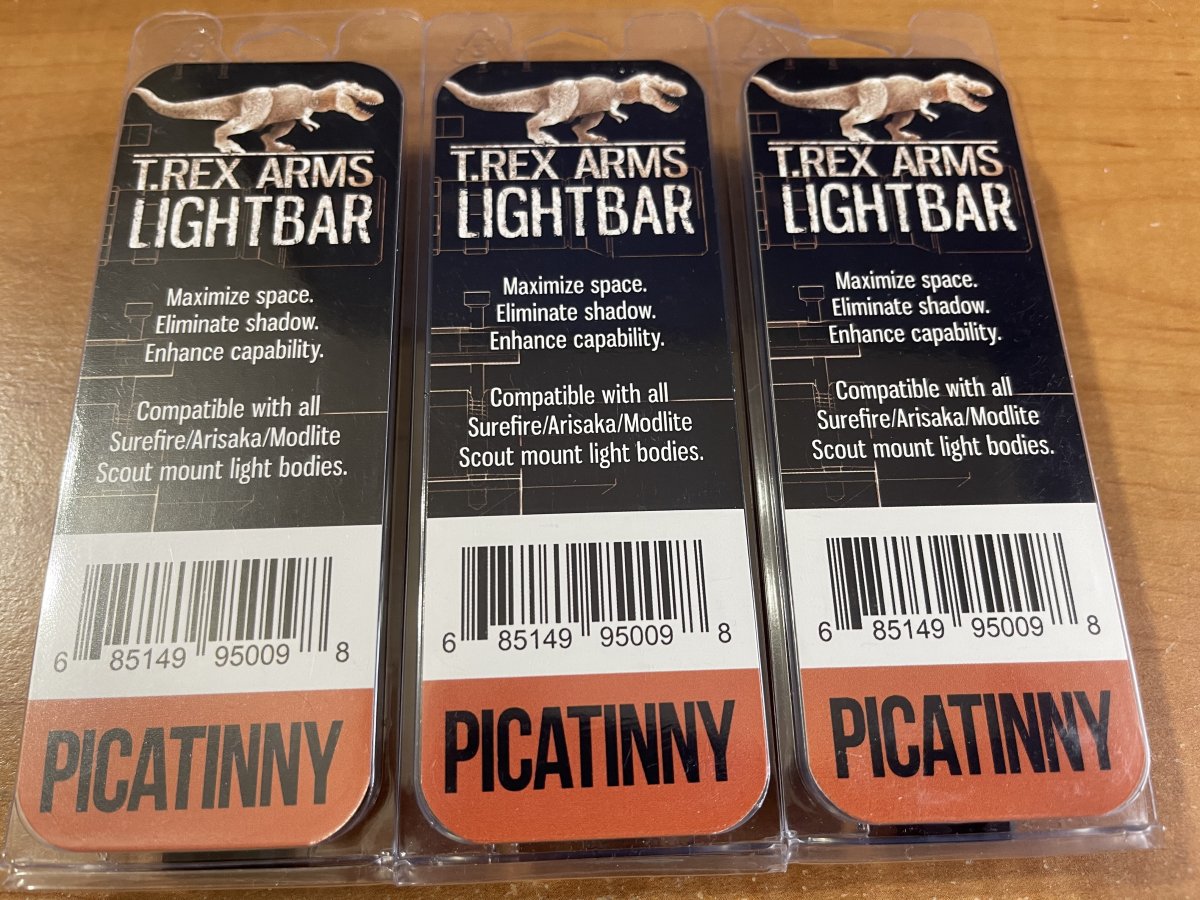 T.REX ARMS
LIGHTBAR
Maximize space.
Eliminate shadow.
Enhance capability.
Compatible with all
Surefire/Arisaka/Modlite
Scout mount light bodies.
6 85149 95009 8
PICATINNY
T.REX ARMS
LIGHTBAR
Maximize space.
Eliminate shadow.
Enhance capability.
Compatible with all
Surefire/Arisaka/Modlite
Scout mount light bodies.
6 85149 95009 8
PICATINNY
T.REX ARMS
LIGHTBAR
Maximize space.
Eliminate shadow.
Enhance capability.
Compatible with all
Surefire/Arisaka/Modlite
Scout mount light bodies.
6 85149 95009 8
PICATINNY